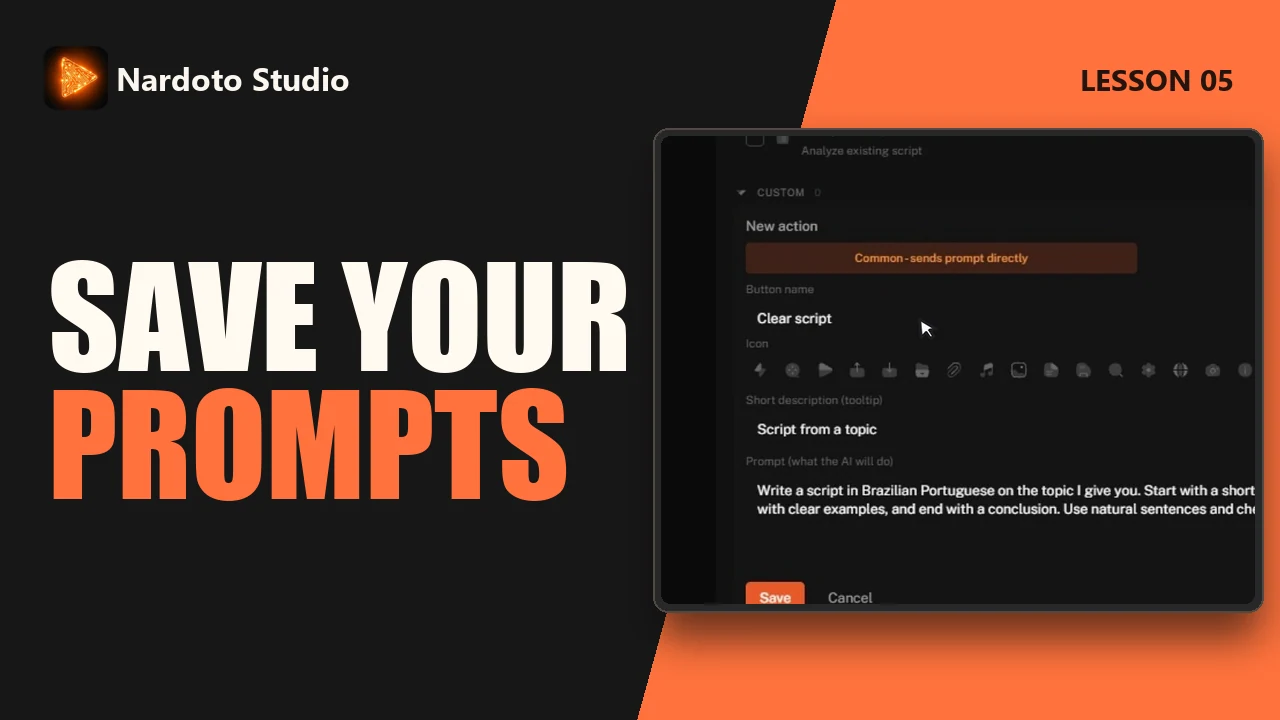 Nardoto Studio
LESSON 05
SAVE YOUR
PROMPTS
Analyze existing script
CUSTOM 0
New action
Common - sends prompt directly
Button name
Clear script
Icon
Short description (tooltip)
Script from a topic
Prompt (what the AI will do)
Write a script in Brazilian Portuguese on the topic I give you. Start with a short
with clear examples, and end with a conclusion. Use natural sentences and
Save
Cancel